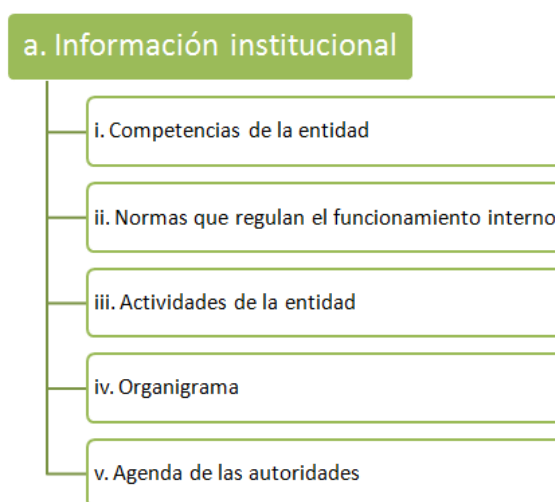 a. Información institucional
i. Competencias de la entidad
ii. Normas que regulan el funcionamiento interno
iii. Actividades de la entidad
iv. Organigrama
v. Agenda de las autoridades